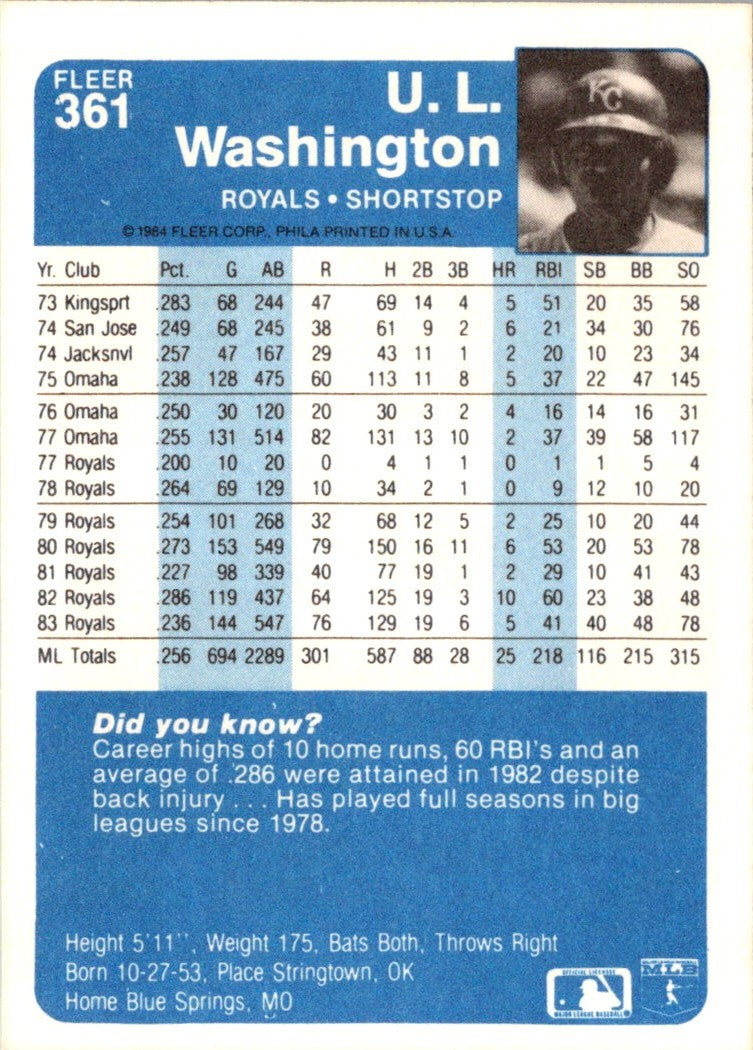 FLEER
361
U. L.
Washington
ROYALS • SHORTSTOP
© 1984 FLEER CORP., PHILA PRINTED IN U.S.A.
KC
Yr. Club Pct. G AB R H 2B 3B HR RBI SB BB SO
73 Kingsprt .283 68 244 47 69 14 4 5 51 20 35 58
74 San Jose .249 68 245 38 61 9 2 6 21 34 30 76
74 Jacksnvl .257 47 167 29 43 11 1 2 20 10 23 34
75 Omaha .238 128 475 60 113 11 8 5 37 22 47 145
76 Omaha .250 30 120 20 30 3 2 4 16 14 16 31
77 Omaha .255 131 514 82 131 13 10 2 37 39 58 117
77 Royals .200 10 20 0 4 1 1 0 1 1 5 4
78 Royals .264 69 129 10 34 2 1 0 9 12 10 20
79 Royals .254 101 268 32 68 12 5 2 25 10 20 44
80 Royals .273 153 549 79 150 16 11 6 53 20 53 78
81 Royals .227 98 339 40 77 19 1 2 29 10 41 43
82 Royals .286 119 437 64 125 19 3 10 60 23 38 48
83 Royals .236 144 547 76 129 19 6 5 41 40 48 78
ML Totals .256 694 2289 301 587 88 28 25 218 116 215 315
Did you know?
Career highs of 10 home runs, 60 RBI's and an
average of .286 were attained in 1982 despite
back injury . . . Has played full seasons in big
leagues since 1978.
Height 5'11", Weight 175, Bats Both, Throws Right
Born 10-27-53, Place Stringtown, OK
Home Blue Springs, MO
OFFICIAL LICENSEE
MAJOR LEAGUE BASEBALL
MLB